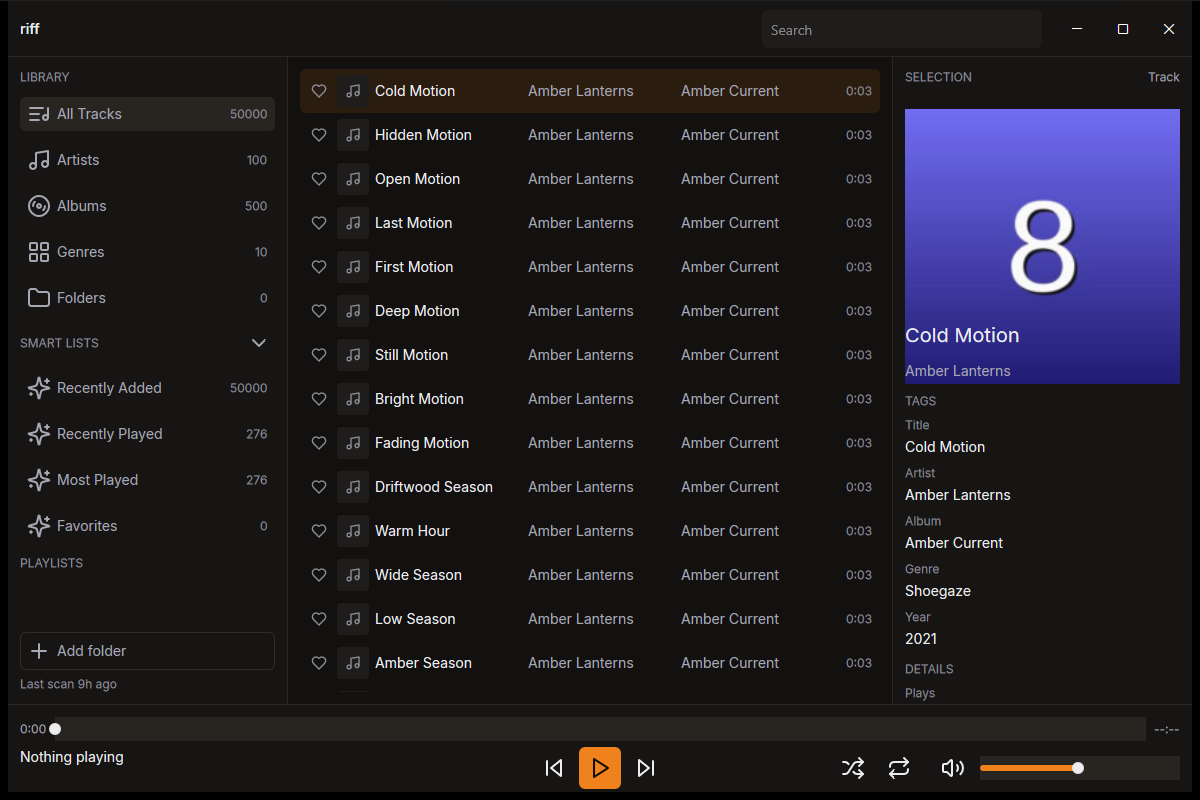 riff
Search
LIBRARY
All Tracks 50000
Artists 100
Albums 500
Genres 10
Folders 0
SMART LISTS
Recently Added 50000
Recently Played 276
Most Played 276
Favorites 0
PLAYLISTS
Add folder
Last scan 9h ago
Cold Motion Amber Lanterns Amber Current 0:03
Hidden Motion Amber Lanterns Amber Current 0:03
Open Motion Amber Lanterns Amber Current 0:03
Last Motion Amber Lanterns Amber Current 0:03
First Motion Amber Lanterns Amber Current 0:03
Deep Motion Amber Lanterns Amber Current 0:03
Still Motion Amber Lanterns Amber Current 0:03
Bright Motion Amber Lanterns Amber Current 0:03
Fading Motion Amber Lanterns Amber Current 0:03
Driftwood Season Amber Lanterns Amber Current 0:03
Warm Hour Amber Lanterns Amber Current 0:03
Wide Season Amber Lanterns Amber Current 0:03
Low Season Amber Lanterns Amber Current 0:03
Amber Season Amber Lanterns Amber Current 0:03
SELECTION Track
8
Cold Motion
Amber Lanterns
TAGS
Title
Cold Motion
Artist
Amber Lanterns
Album
Amber Current
Genre
Shoegaze
Year
2021
DETAILS
Plays
0:00 --:--
Nothing playing